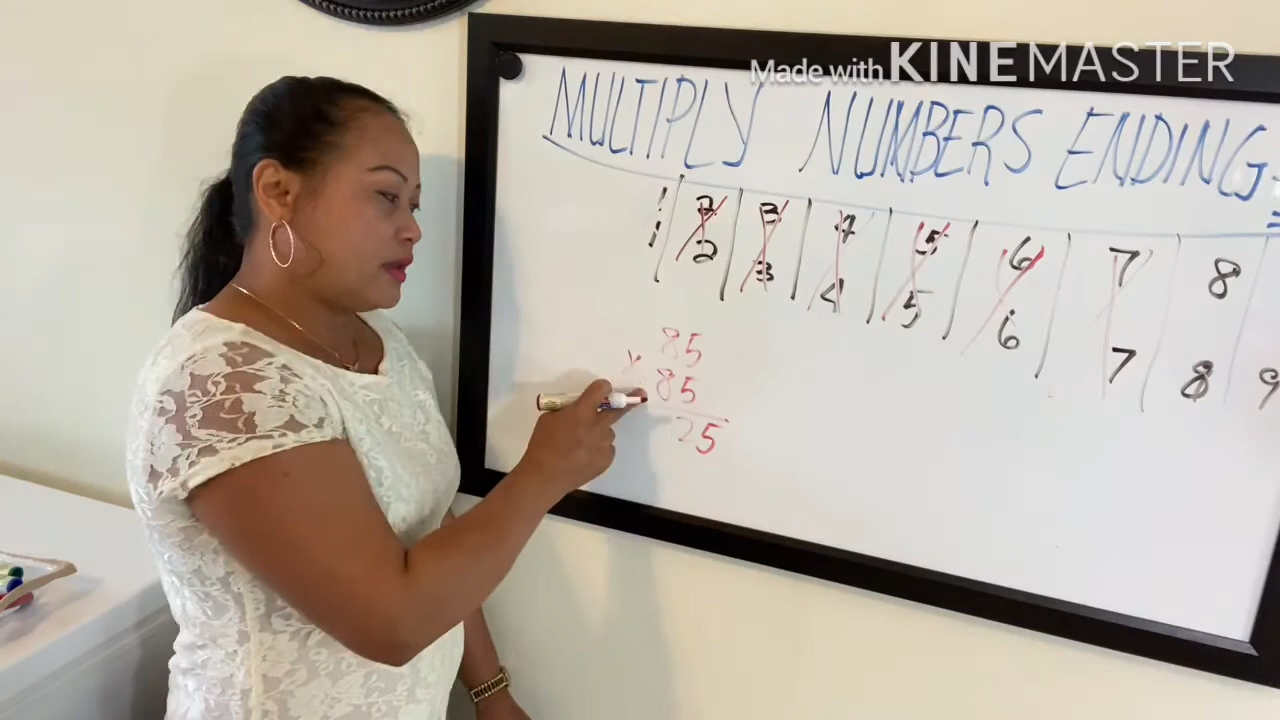 Made with KINEMASTER
MULTIPLY NUMBERS ENDING
1 2 3 4 5 6 7 8
1 2 3 4 5 6 7 8 9
85
x 85
25